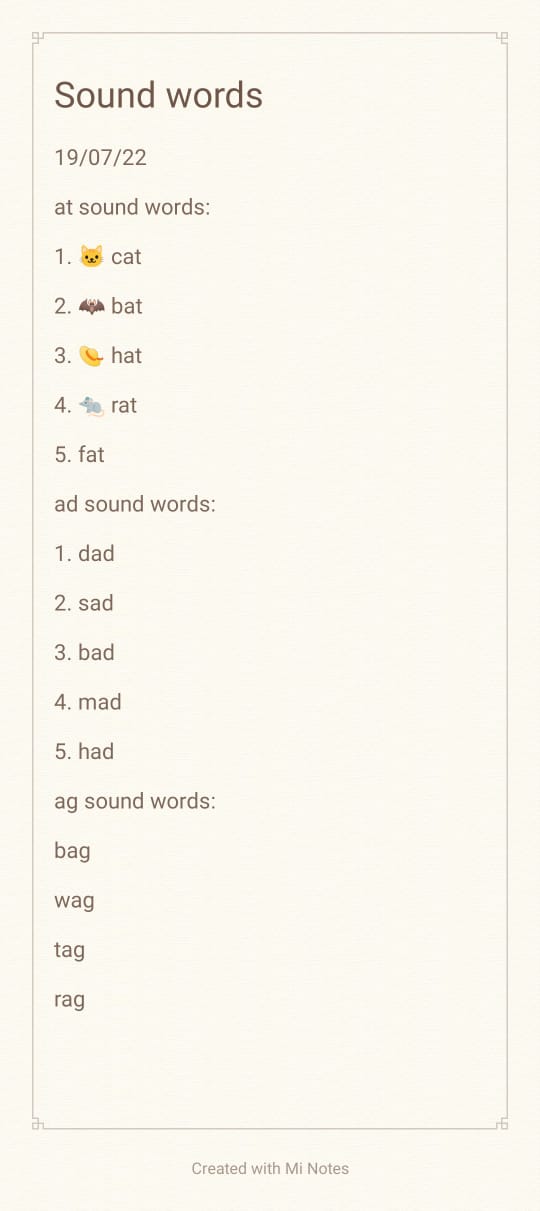 Sound words
19/07/22
at sound words:
1. 🐱 cat
2. 🦇 bat
3. 👒 hat
4. 🐀 rat
5. fat
ad sound words:
1. dad
2. sad
3. bad
4. mad
5. had
ag sound words:
bag
wag
tag
rag
Created with Mi Notes